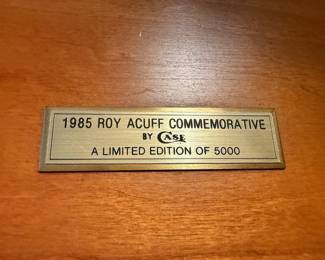 1985 ROY ACUFF COMMEMORATIVE
BY CASE
A LIMITED EDITION OF 5000